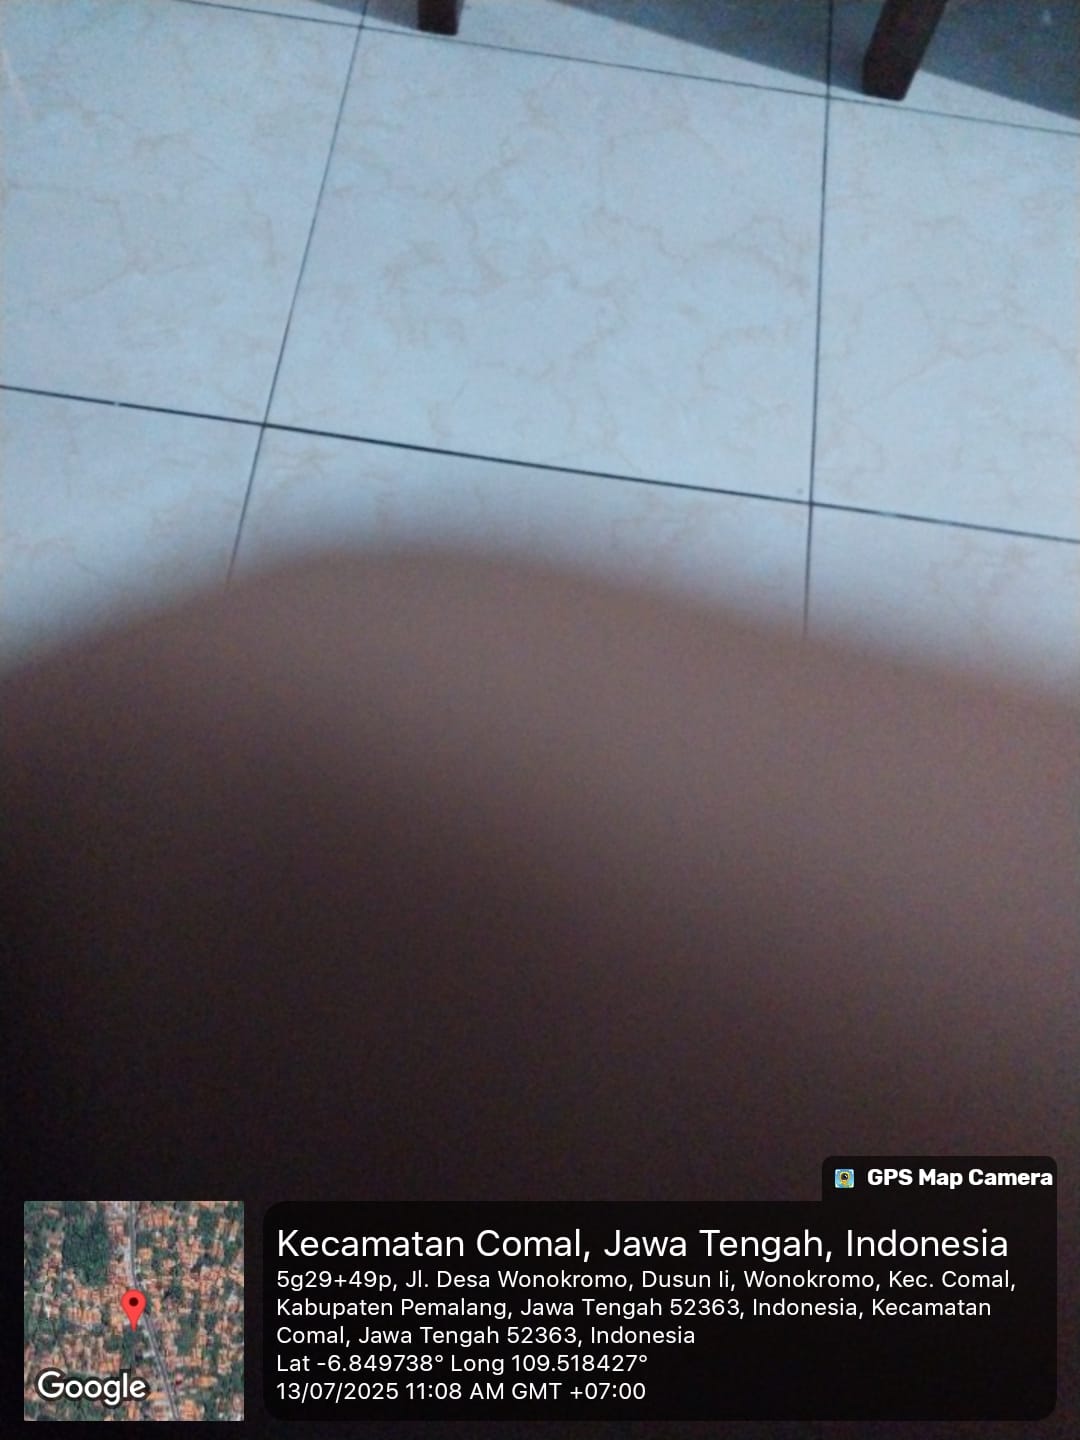 GPS Map Camera
Kecamatan Comal, Jawa Tengah, Indonesia
5g29+49p, Jl. Desa Wonokromo, Dusun Ii, Wonokromo, Kec. Comal,
Kabupaten Pemalang, Jawa Tengah 52363, Indonesia, Kecamatan
Comal, Jawa Tengah 52363, Indonesia
Lat -6.849738° Long 109.518427°
13/07/2025 11:08 AM GMT +07:00
Google